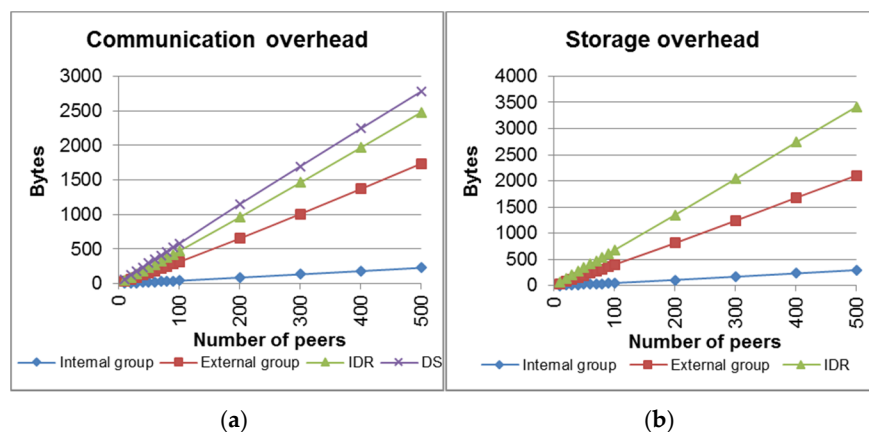 Communication overhead
3000
2500
2000
1500
1000
500
0
Bytes
0
100
200
300
400
500
Number of peers
Internal group External group IDR DS
(a)
Storage overhead
4000
3500
3000
2500
2000
1500
1000
500
0
Bytes
0
100
200
300
400
500
Number of peers
Internal group External group IDR
(b)